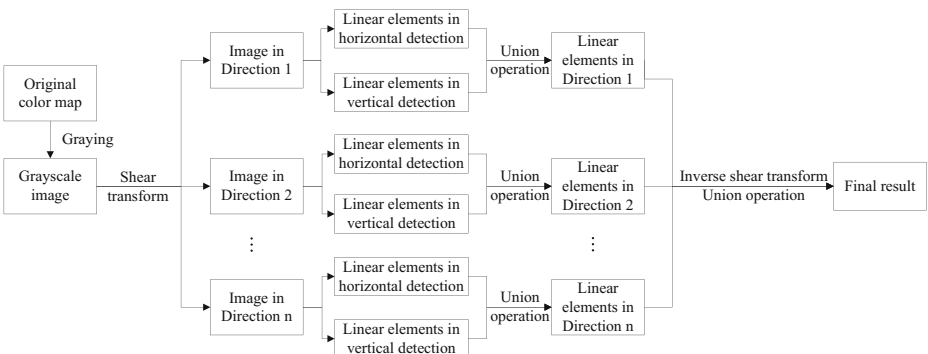 Original
color map
Graying
Grayscale
image
Shear
transform
Image in
Direction 1
Linear elements in
horizontal detection
Linear elements in
vertical detection
Union
operation
Linear
elements in
Direction 1
Image in
Direction 2
Linear elements in
horizontal detection
Linear elements in
vertical detection
Union
operation
Linear
elements in
Direction 2
⋮
⋮
Image in
Direction n
Linear elements in
horizontal detection
Linear elements in
vertical detection
Union
operation
Linear
elements in
Direction n
Inverse shear transform
Union operation
Final result